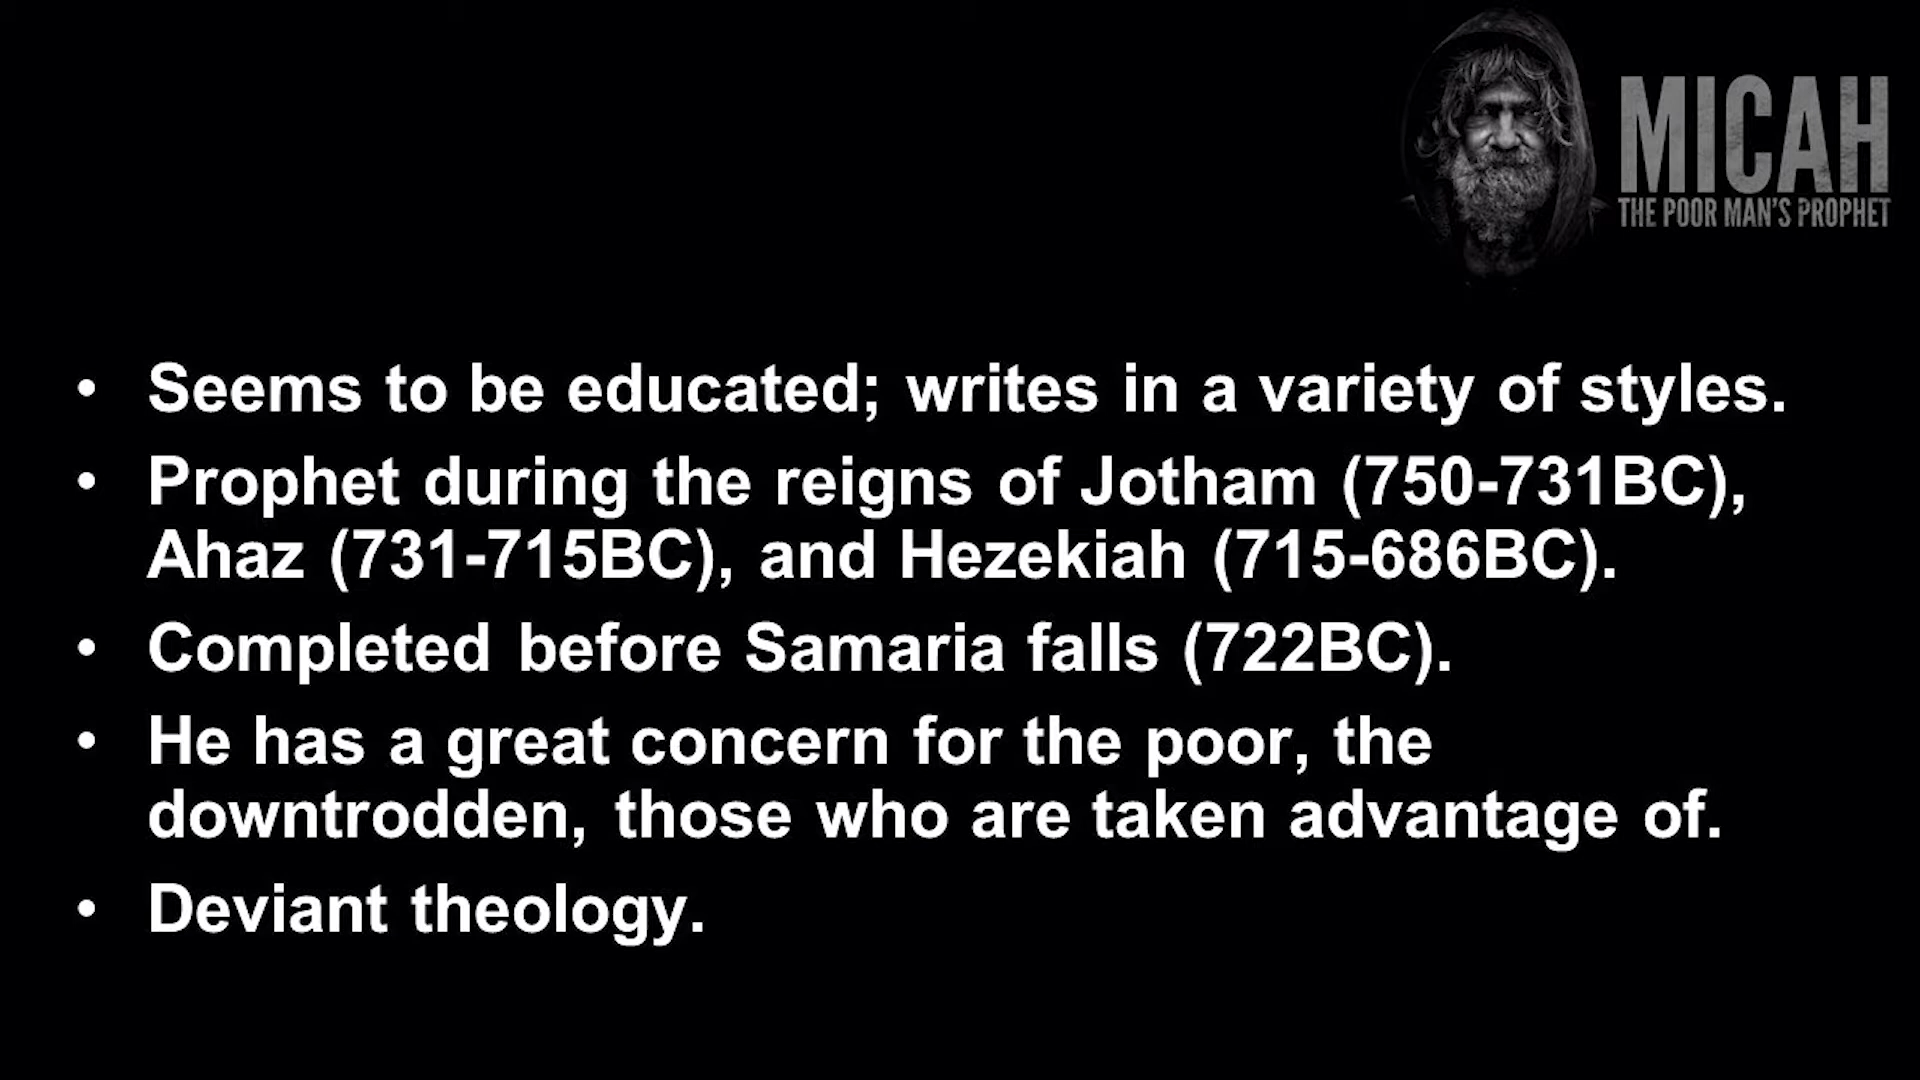 MICAH
THE POOR MAN'S PROPHET
• Seems to be educated; writes in a variety of styles.
• Prophet during the reigns of Jotham (750-731BC),
Ahaz (731-715BC), and Hezekiah (715-686BC).
• Completed before Samaria falls (722BC).
• He has a great concern for the poor, the
downtrodden, those who are taken advantage of.
• Deviant theology.